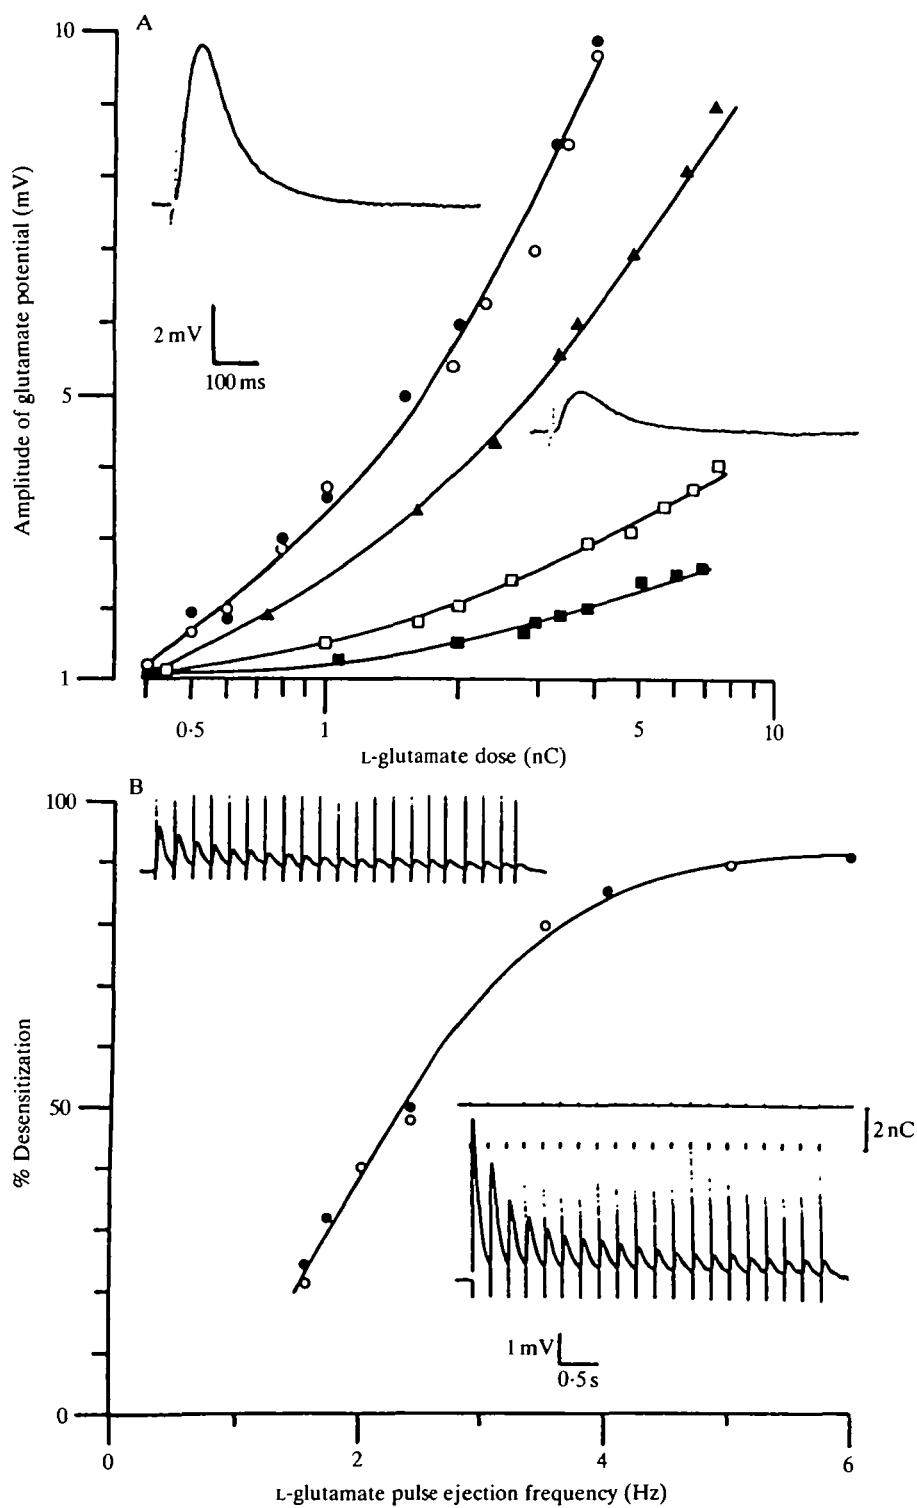 A
10
5
1
Amplitude of glutamate potential (mV)
2 mV
100 ms
0·5
1
5
10
L-glutamate dose (nC)
B
100
50
0
% Desensitization
2 nC
1 mV
0·5 s
0
2
4
6
L-glutamate pulse ejection frequency (Hz)